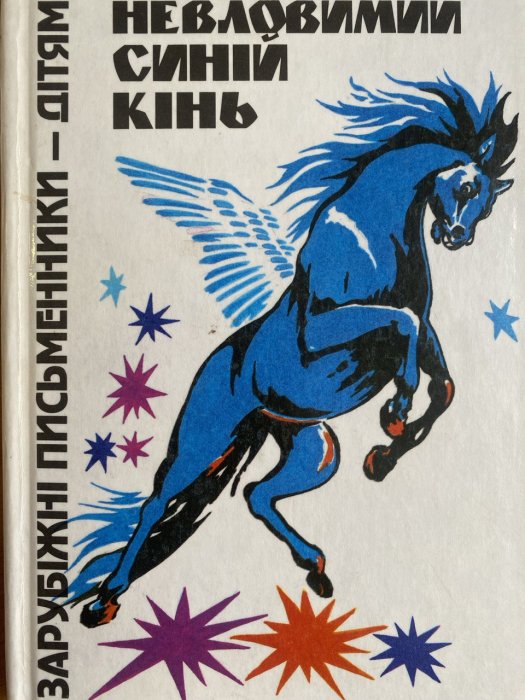 НЕВЛОВИМИЙ
СИНІЙ
КІНЬ
ЗАРУБІЖНІ ПИСЬМЕННИКИ — ДІТЯМ